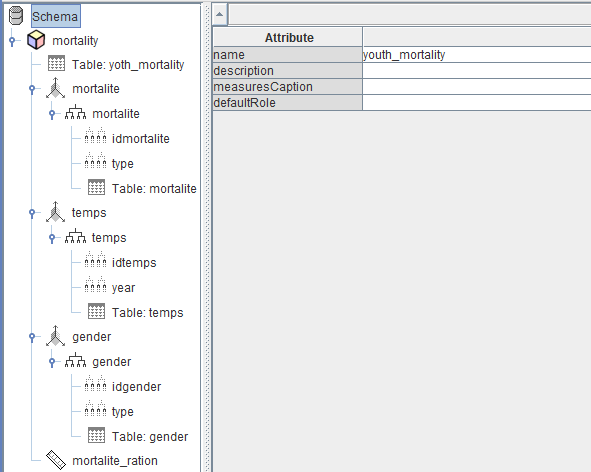 Schema
mortality
Table: yoth_mortality
mortalite
mortalite
idmortalite
type
Table: mortalite
temps
temps
idtemps
year
Table: temps
gender
gender
idgender
type
Table: gender
mortalite_ration
Attribute
name youth_mortality
description
measuresCaption
defaultRole